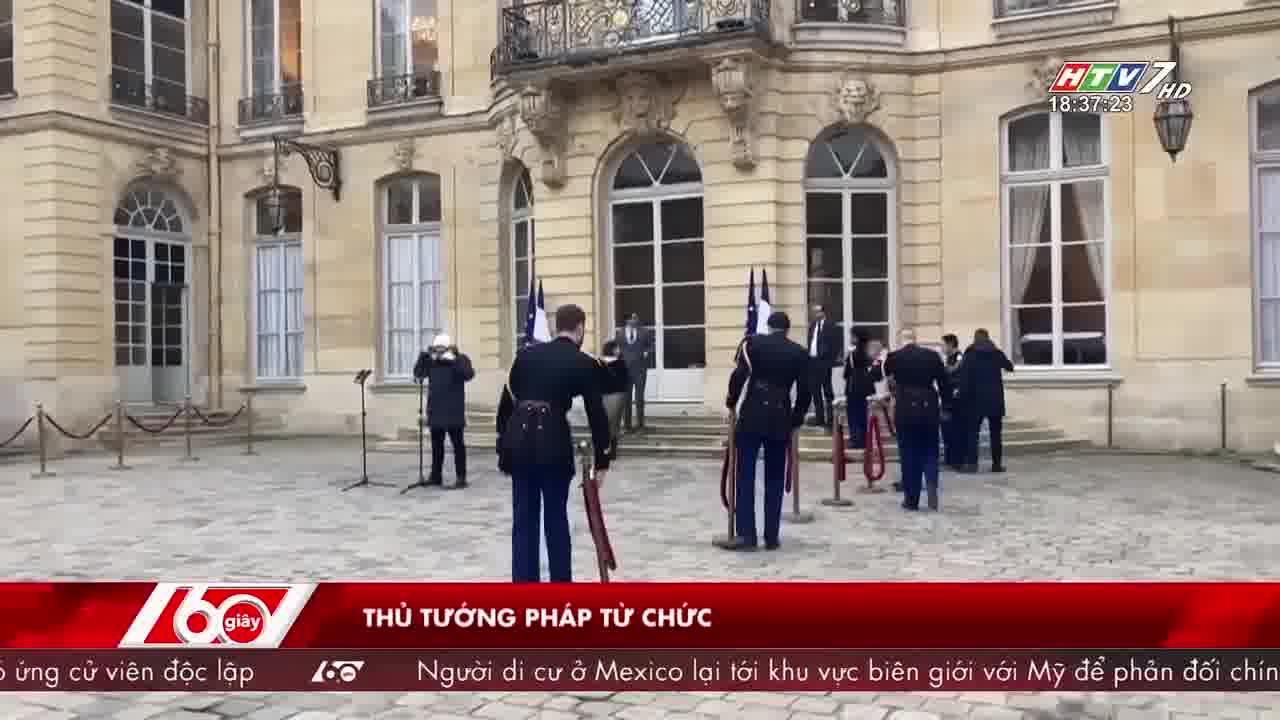 HTV7 HD
18:37:23
60 giây
THỦ TƯỚNG PHÁP TỪ CHỨC
ứng cử viên độc lập 60 Người di cư ở Mexico lại tới khu vực biên giới với Mỹ để phản đối